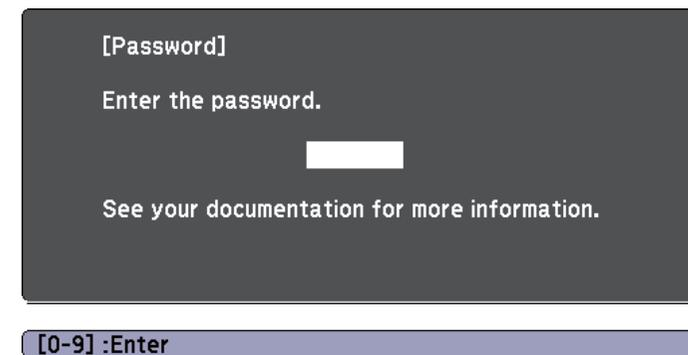 [Password]
Enter the password.
See your documentation for more information.
[0-9] :Enter